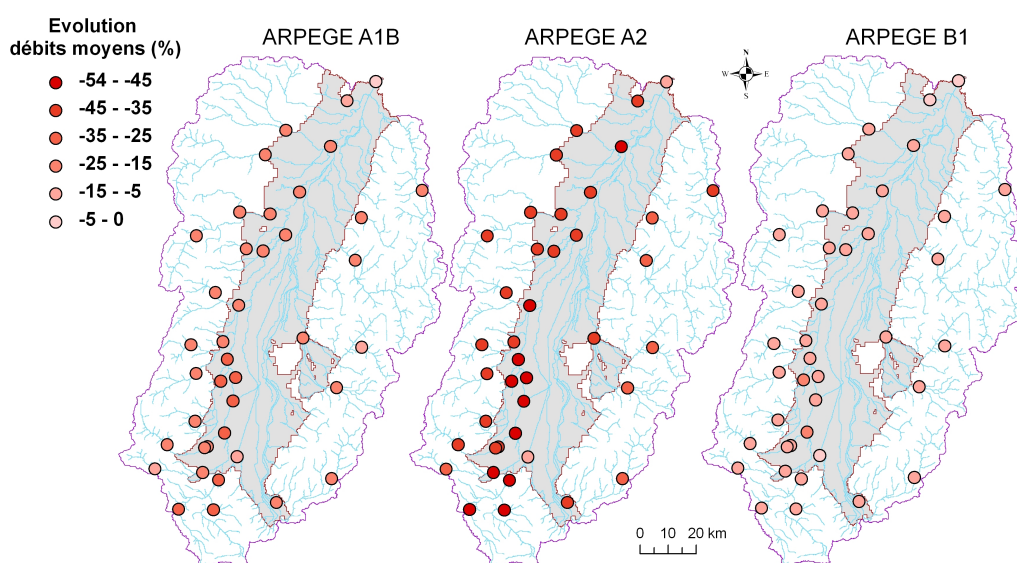 Evolution
débits moyens (%)
-54 - -45
-45 - -35
-35 - -25
-25 - -15
-15 - -5
-5 - 0
ARPEGE A1B
ARPEGE A2
ARPEGE B1
N
W E
S
0 10 20 km